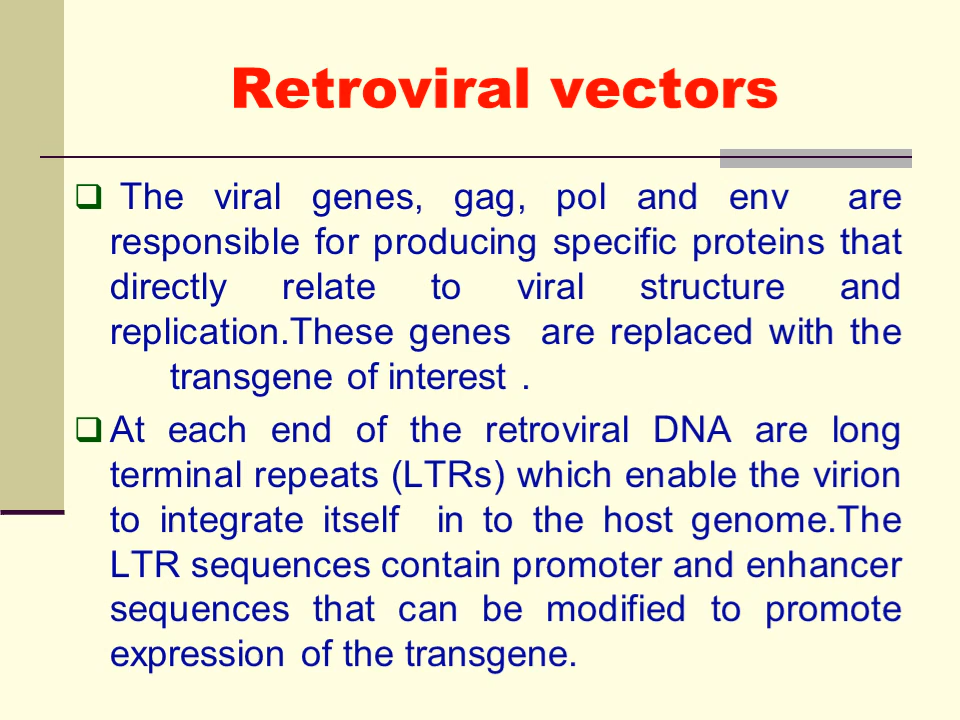 Retroviral vectors
The viral genes, gag, pol and env are
responsible for producing specific proteins that
directly relate to viral structure and
replication.These genes are replaced with the
transgene of interest .
At each end of the retroviral DNA are long
terminal repeats (LTRs) which enable the virion
to integrate itself in to the host genome.The
LTR sequences contain promoter and enhancer
sequences that can be modified to promote
expression of the transgene.